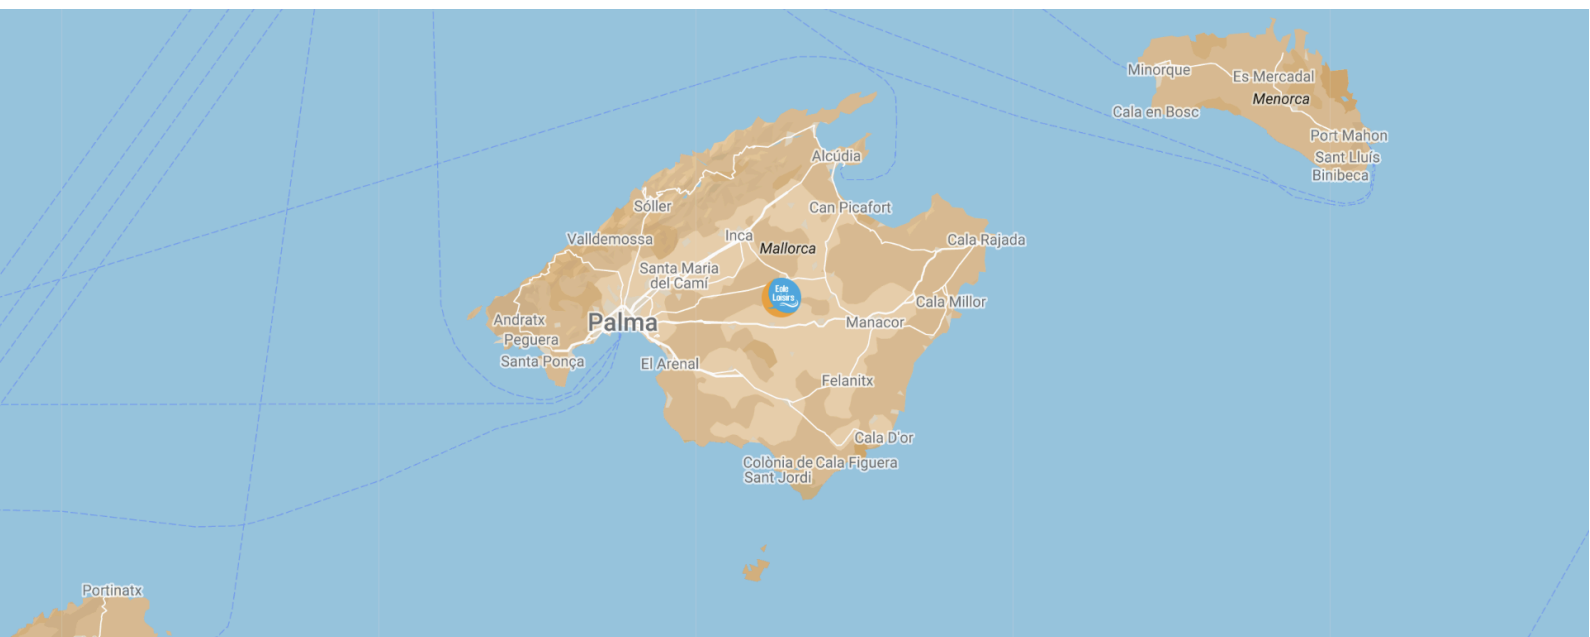 Minorque
Es Mercadal
Menorca
Cala en Bosc
Port Mahon
Sant Lluís
Binibeca
Alcúdia
Sóller
Can Picafort
Valldemossa
Inca
Mallorca
Cala Rajada
Santa Maria
del Camí
Eole
Loisirs
Cala Millor
Andratx
Palma
Manacor
Peguera
Santa Ponça
El Arenal
Felanitx
Cala D'or
Colònia de
Sant Jordi
Cala Figuera
Portinatx